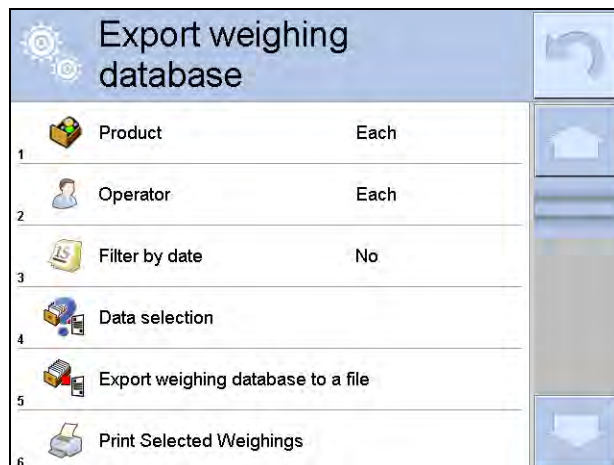 Export weighing
database
1 Product Each
2 Operator Each
15
3 Filter by date No
4 Data selection
5 Export weighing database to a file
6 Print Selected Weighings